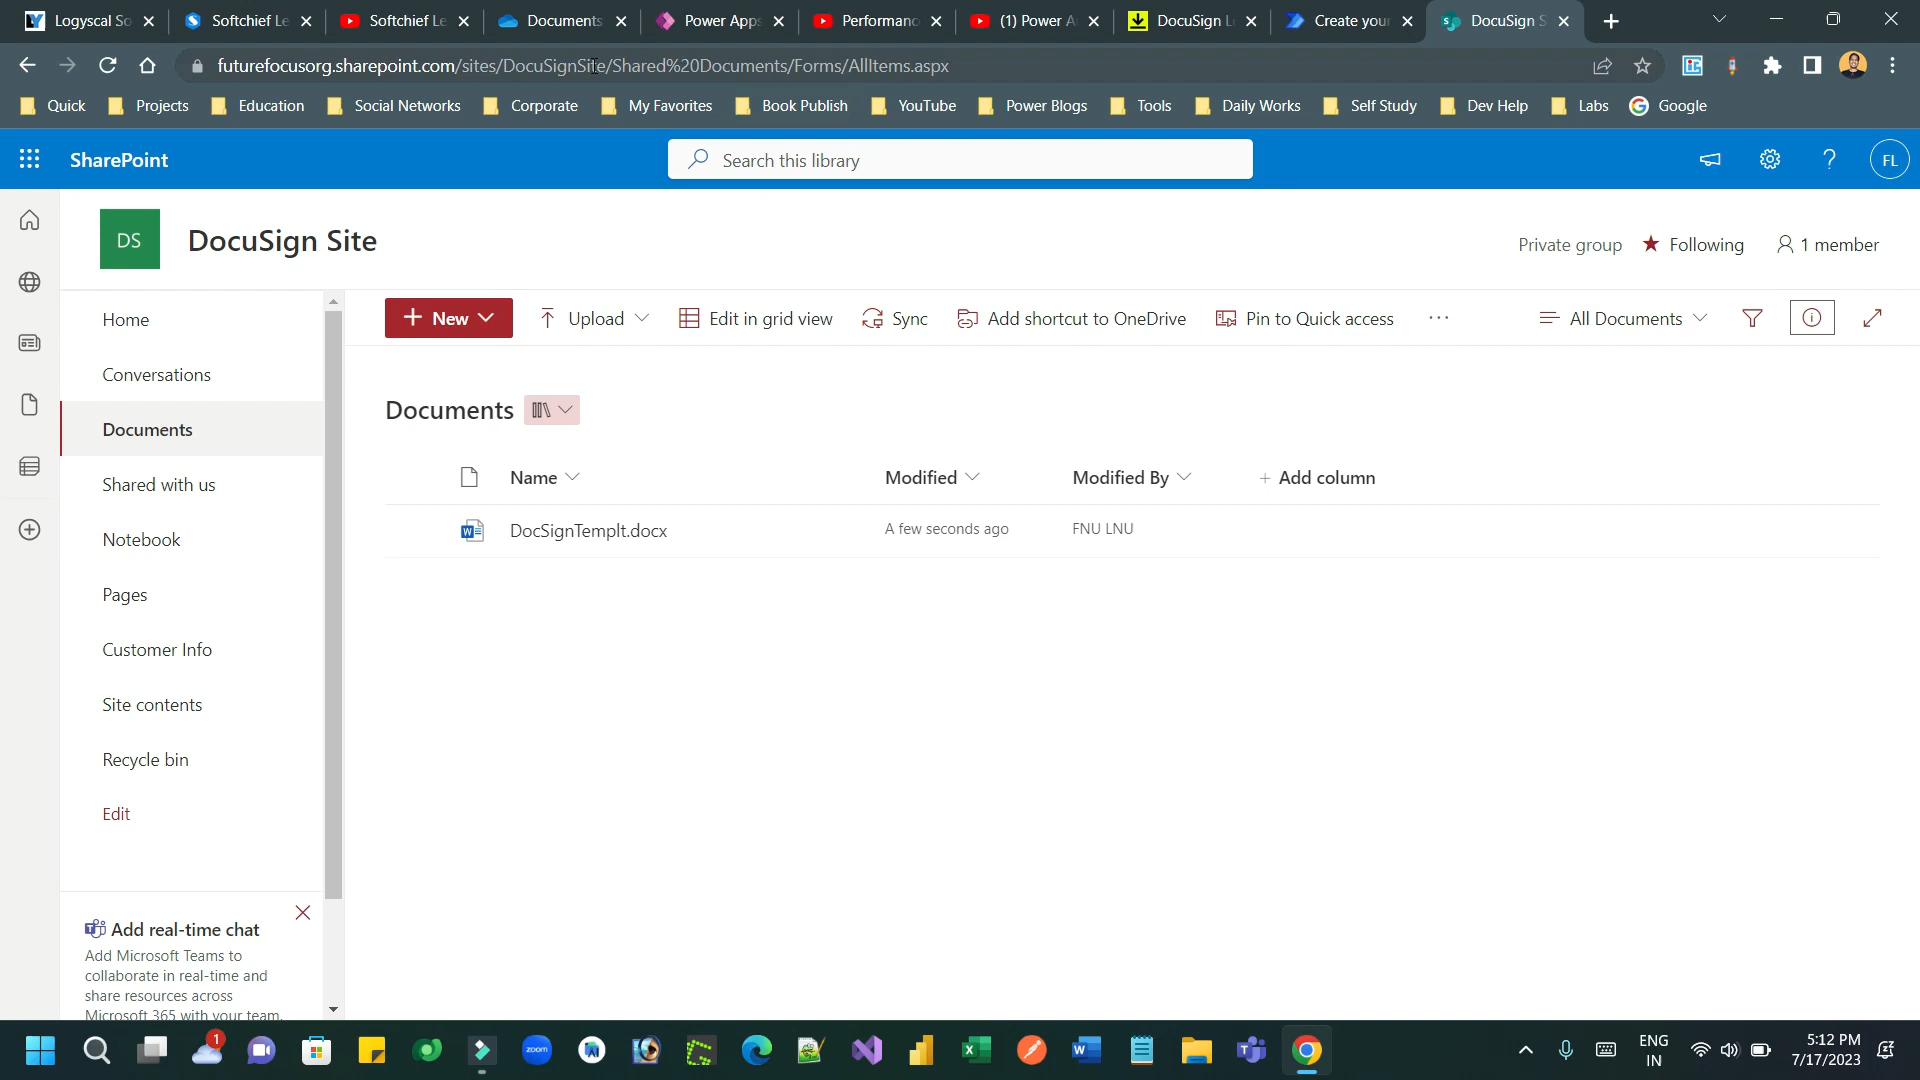 Logyscal So
Softchief Le
Softchief Le
Documents
Power Apps
Performanc
(1) Power A
DocuSign L
Create your
DocuSign S
futurefocusorg.sharepoint.com/sites/DocuSignSite/Shared%20Documents/Forms/AllItems.aspx
Quick
Projects
Education
Social Networks
Corporate
My Favorites
Book Publish
YouTube
Power Blogs
Tools
Daily Works
Self Study
Dev Help
Labs
Google
SharePoint
Search this library
FL
DS
DocuSign Site
Private group
Following
1 member
Home
Conversations
Documents
Shared with us
Notebook
Pages
Customer Info
Site contents
Recycle bin
Edit
Add real-time chat
Add Microsoft Teams to
collaborate in real-time and
share resources across
Microsoft 365 with your team.
New
Upload
Edit in grid view
Sync
Add shortcut to OneDrive
Pin to Quick access
All Documents
Documents
Name
Modified
Modified By
Add column
DocSignTemplt.docx
A few seconds ago
FNU LNU
1
zoom
ENG
IN
5:12 PM
7/17/2023